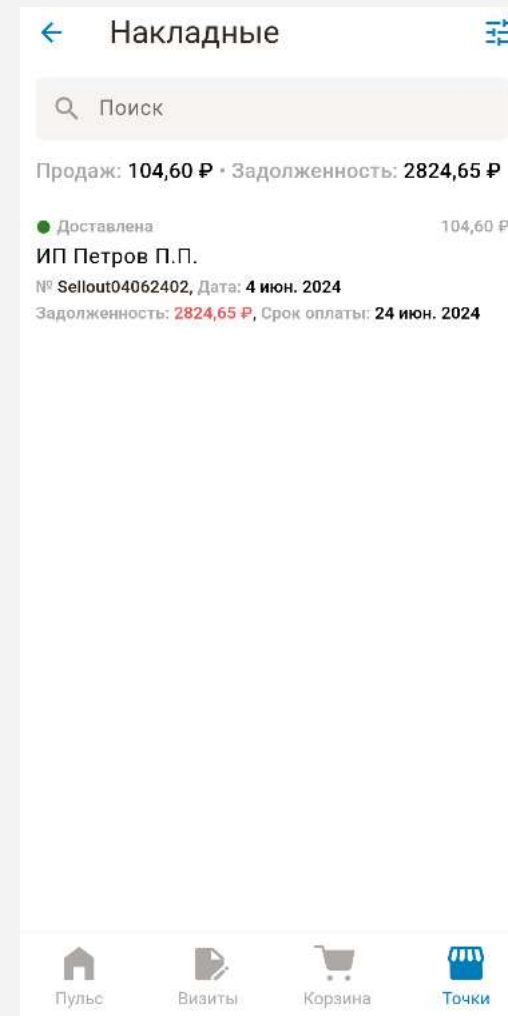 Накладные
Поиск
Продаж: 104,60 ₽ · Задолженность: 2824,65 ₽
Доставлена 104,60 ₽
ИП Петров П.П.
№ Sellout04062402, Дата: 4 июн. 2024
Задолженность: 2824,65 ₽, Срок оплаты: 24 июн. 2024
Пульс Визиты Корзина Точки